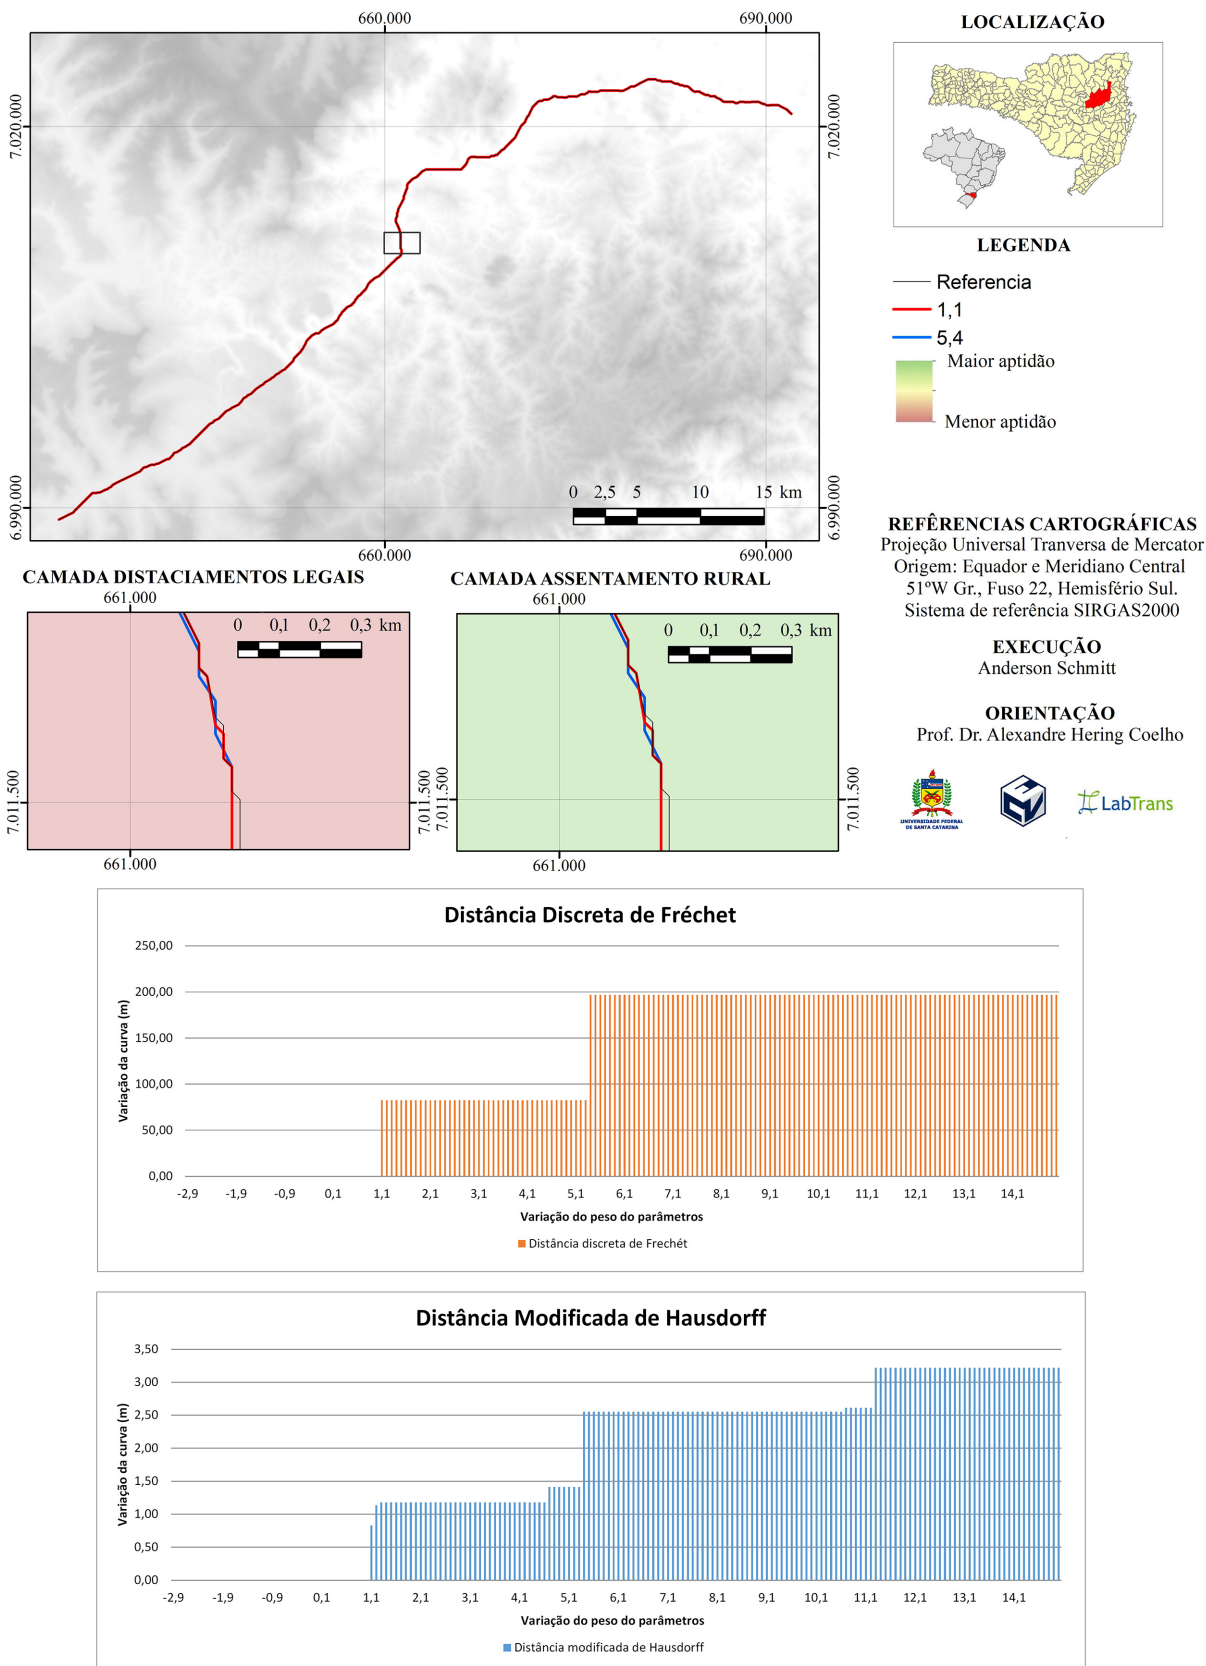 660.000
690.000
7.020.000
7.020.000
6.990.000
6.990.000
0 2,5 5 10 15 km
660.000
690.000
LOCALIZAÇÃO
LEGENDA
Referencia
1,1
5,4
Maior aptidão
Menor aptidão
REFÊRENCIAS CARTOGRÁFICAS
Projeção Universal Tranversa de Mercator
Origem: Equador e Meridiano Central
51ºW Gr., Fuso 22, Hemisfério Sul.
Sistema de referência SIRGAS2000
EXECUÇÃO
Anderson Schmitt
ORIENTAÇÃO
Prof. Dr. Alexandre Hering Coelho
UNIVERSIDADE FEDERAL
DE SANTA CATARINA
LabTrans
CAMADA DISTACIAMENTOS LEGAIS
661.000
0 0,1 0,2 0,3 km
7.011.500
7.011.500
661.000
CAMADA ASSENTAMENTO RURAL
661.000
0 0,1 0,2 0,3 km
7.011.500
7.011.500
661.000
Distância Discreta de Fréchet
Variação da curva (m)
250,00
200,00
150,00
100,00
50,00
0,00
-2,9 -1,9 -0,9 0,1 1,1 2,1 3,1 4,1 5,1 6,1 7,1 8,1 9,1 10,1 11,1 12,1 13,1 14,1
Variação do peso do parâmetros
Distância discreta de Frechét
Distância Modificada de Hausdorff
Variação da curva (m)
3,50
3,00
2,50
2,00
1,50
1,00
0,50
0,00
-2,9 -1,9 -0,9 0,1 1,1 2,1 3,1 4,1 5,1 6,1 7,1 8,1 9,1 10,1 11,1 12,1 13,1 14,1
Variação do peso do parâmetros
Distância modificada de Hausdorff